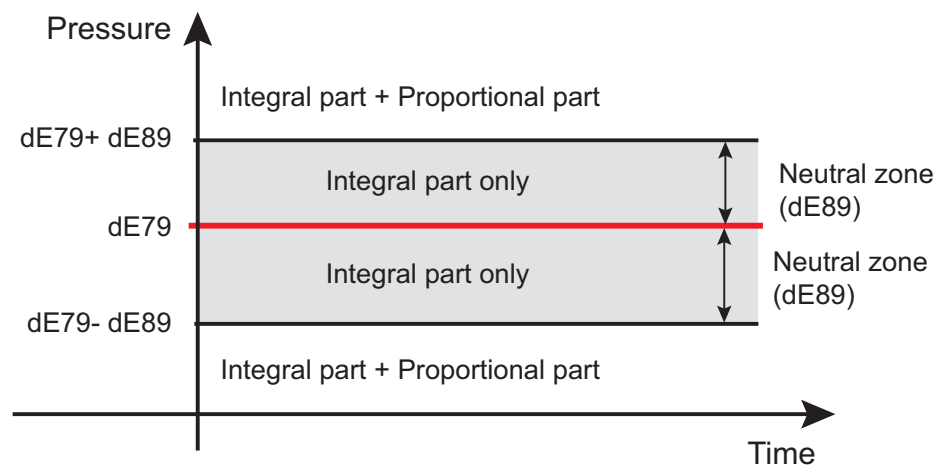 Pressure
Integral part + Proportional part
dE79+ dE89
Integral part only
Neutral zone
(dE89)
dE79
Integral part only
Neutral zone
(dE89)
dE79- dE89
Integral part + Proportional part
Time